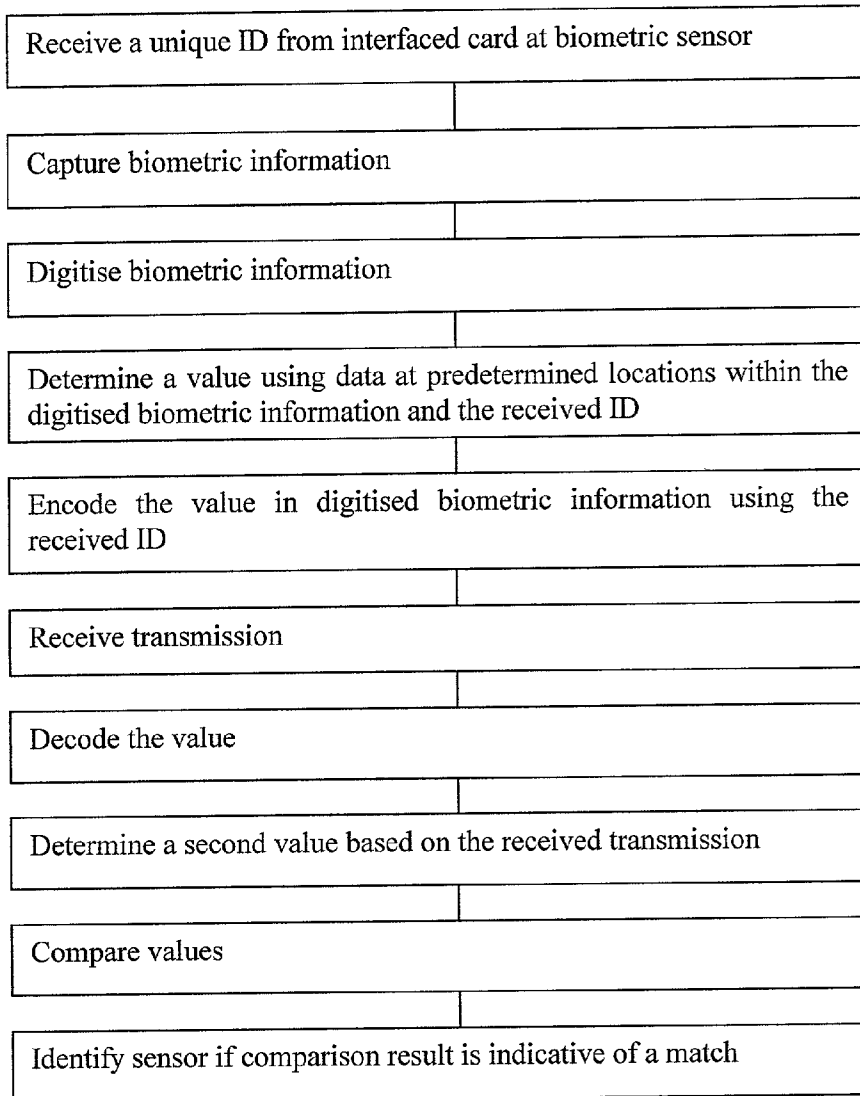 Receive a unique ID from interfaced card at biometric sensor
Capture biometric information
Digitise biometric information
Determine a value using data at predetermined locations within the
digitised biometric information and the received ID
Encode the value in digitised biometric information using the
received ID
Receive transmission
Decode the value
Determine a second value based on the received transmission
Compare values
Identify sensor if comparison result is indicative of a match